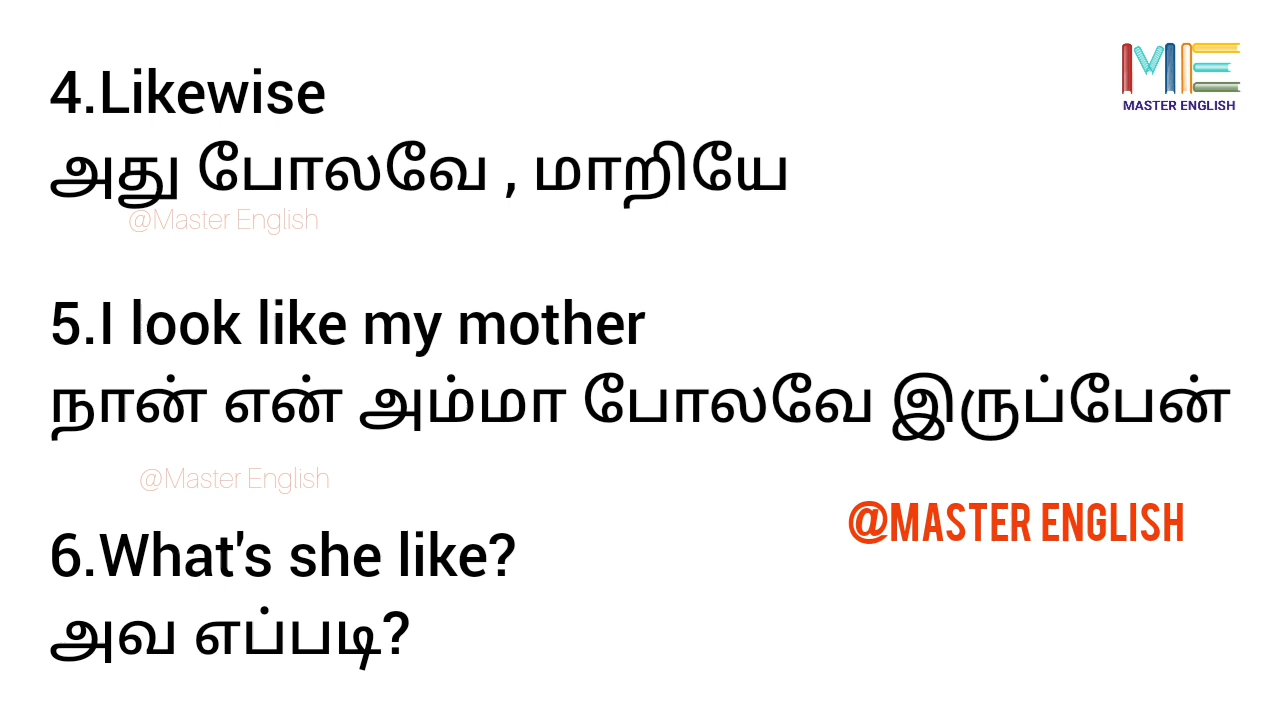 4.Likewise
அது போலவே , மாறியே
@Master English
5.I look like my mother
நான் என் அம்மா போலவே இருப்பேன்
@Master English
6.What's she like?
அவ எப்படி?
ME
MASTER ENGLISH
@MASTER ENGLISH